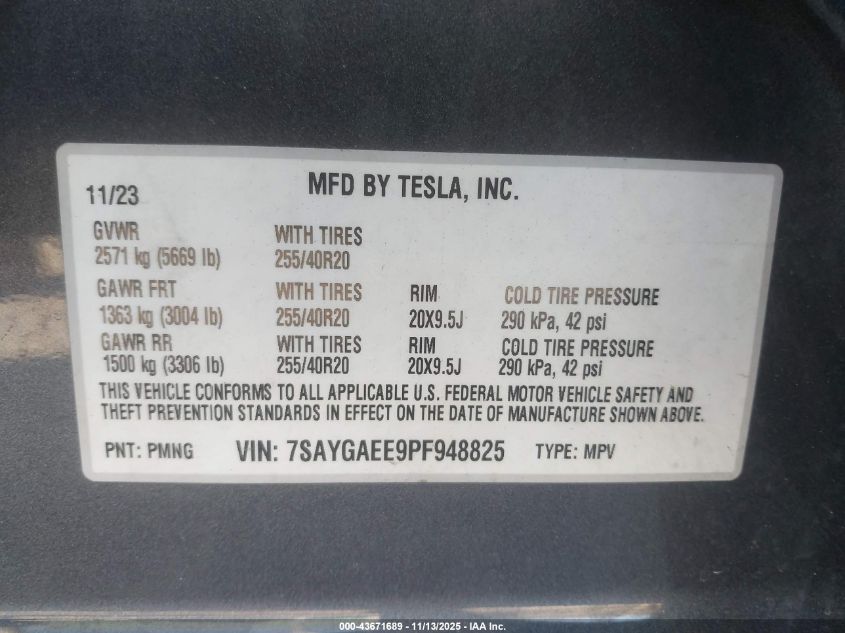 11/23 MFD BY TESLA, INC.
GVWR WITH TIRES
2571 kg (5669 lb) 255/40R20
GAWR FRT WITH TIRES RIM COLD TIRE PRESSURE
1363 kg (3004 lb) 255/40R20 20X9.5J 290 kPa, 42 psi
GAWR RR WITH TIRES RIM COLD TIRE PRESSURE
1500 kg (3306 lb) 255/40R20 20X9.5J 290 kPa, 42 psi
THIS VEHICLE CONFORMS TO ALL APPLICABLE U.S. FEDERAL MOTOR VEHICLE SAFETY AND
THEFT PREVENTION STANDARDS IN EFFECT ON THE DATE OF MANUFACTURE SHOWN ABOVE.
PNT: PMNG VIN: 7SAYGAEE9PF948825 TYPE: MPV
000-43671689 - 11/13/2025 - IAA Inc.